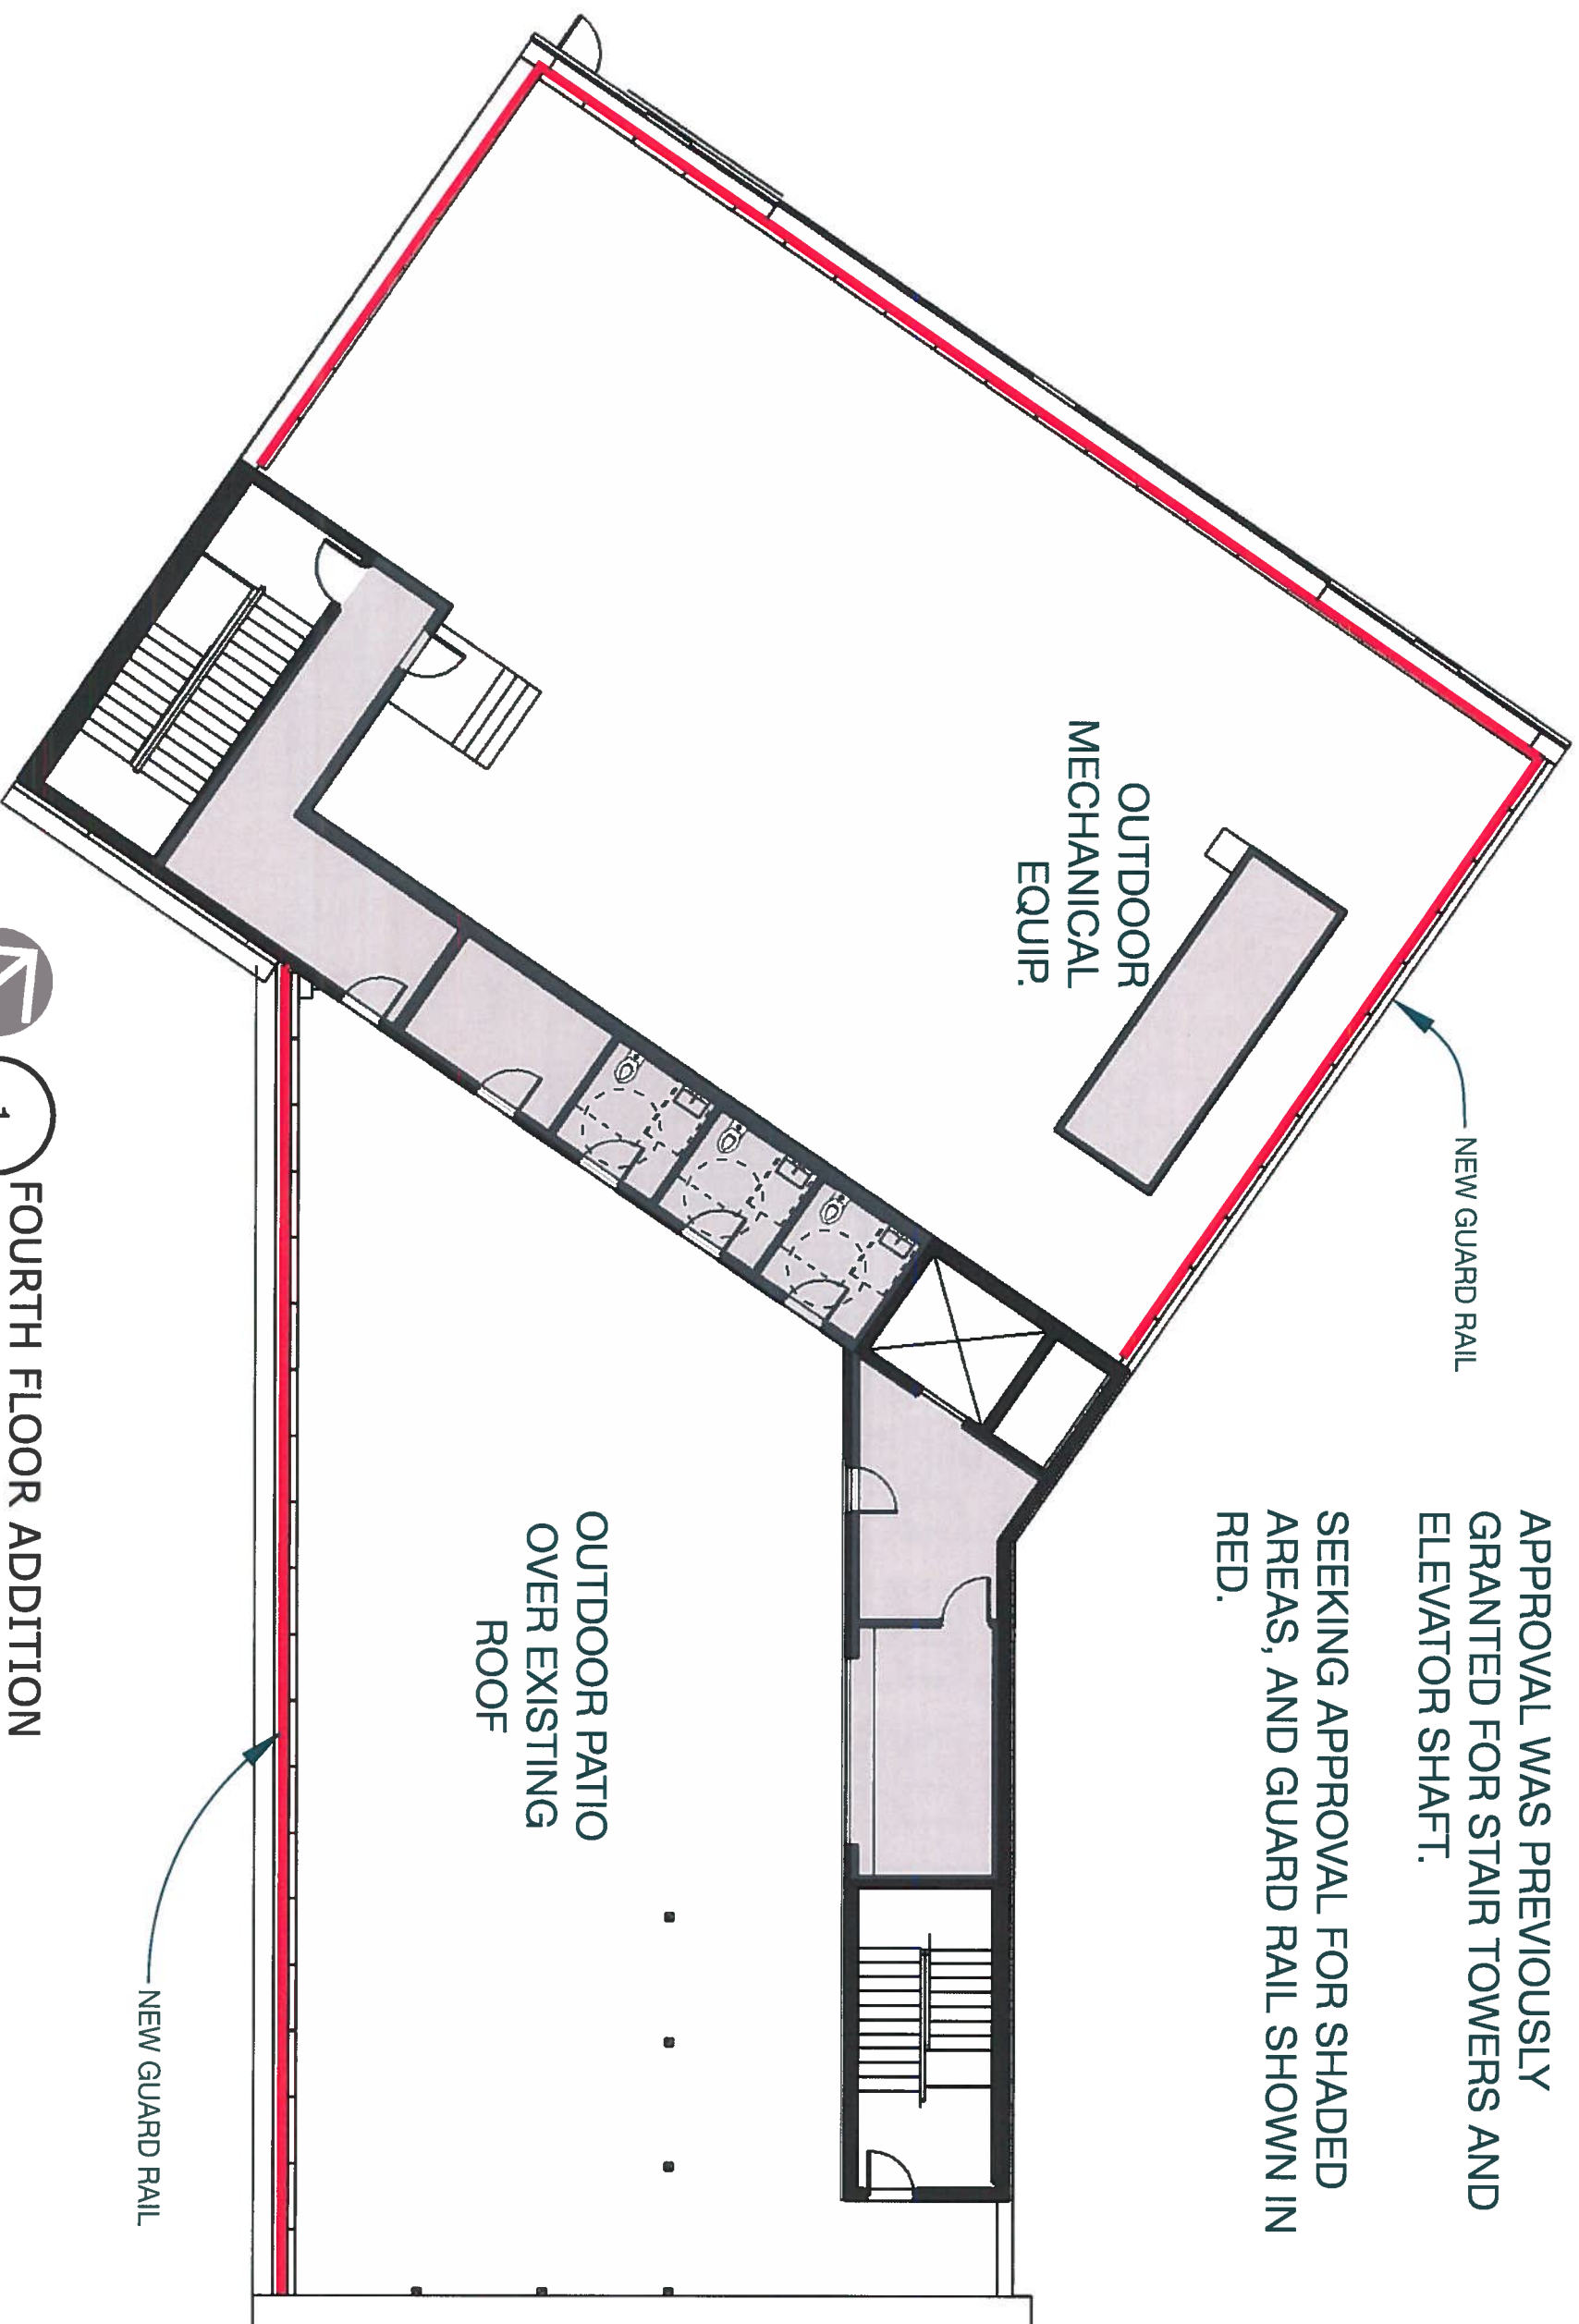 APPROVAL WAS PREVIOUSLY
GRANTED FOR STAIR TOWERS AND
ELEVATOR SHAFT.
SEEKING APPROVAL FOR SHADED
AREAS, AND GUARD RAIL SHOWN IN
RED.
NEW GUARD RAIL
OUTDOOR
MECHANICAL
EQUIP.
OUTDOOR PATIO
OVER EXISTING
ROOF
NEW GUARD RAIL
1
FOURTH FLOOR ADDITION